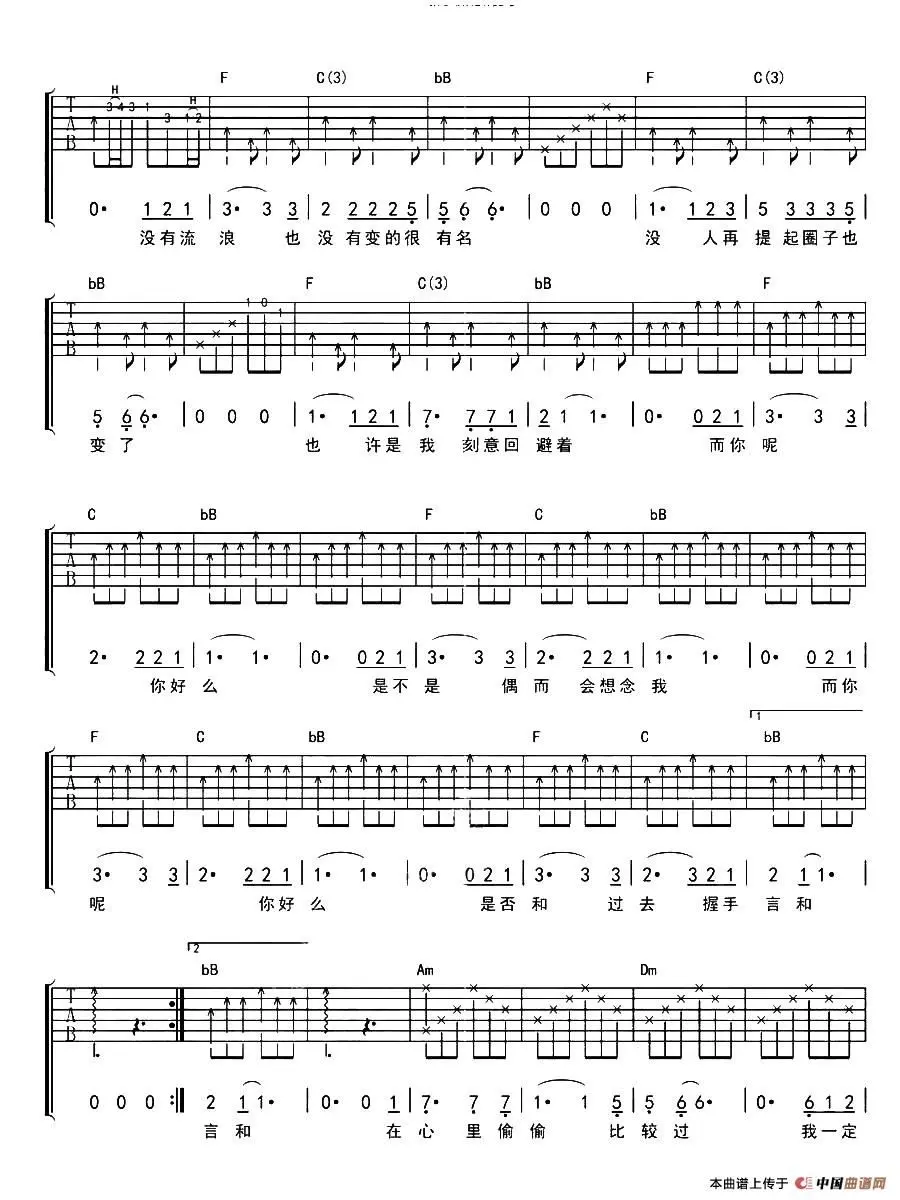 F C(3) bB F C(3)
H H
3 4 3 1 3 1 2
T A B
0· 1 2 1 | 3· 3 3 | 2 2 2 2 5 | 5 6 6· | 0 0 0 | 1· 1 2 3 | 5 3 3 3 5
没有流 浪 也 没 有变的很 有名 没 人再 提 起圈子也
bB F C(3) bB F
1 0 1
T A B
5 6 6· | 0 0 0 | 1· 1 2 1 | 7· 7 7 1 | 2 1 1· | 0· 0 2 1 | 3· 3 3
变了 也 许是 我 刻意回 避着 而你 呢
C bB F C bB
T A B
2· 2 2 1 | 1· 1· | 0· 0 2 1 | 3· 3 3 | 2· 2 2 1 | 1· 1· | 0· 0 2 1
你好 么 是不 是 偶 而 会想念 我 而你
1
F C bB F C bB
T A B
3· 3 3 | 2· 2 2 1 | 1· 1· | 0· 0 2 1 | 3· 3 3 | 2· 3 2 1 | 2 1 1·
呢 你好 么 是否 和 过 去 握手 言 和
2
bB Am Dm
T A B
0 0 0 :| 2 1 1· | 0· 0 1 | 7· 7 7 | 1· 1 5 | 5 6 6· | 0· 6 1 2
言 和 在 心 里 偷 偷 比 较 过 我一定
本曲谱上传于 中国曲谱网